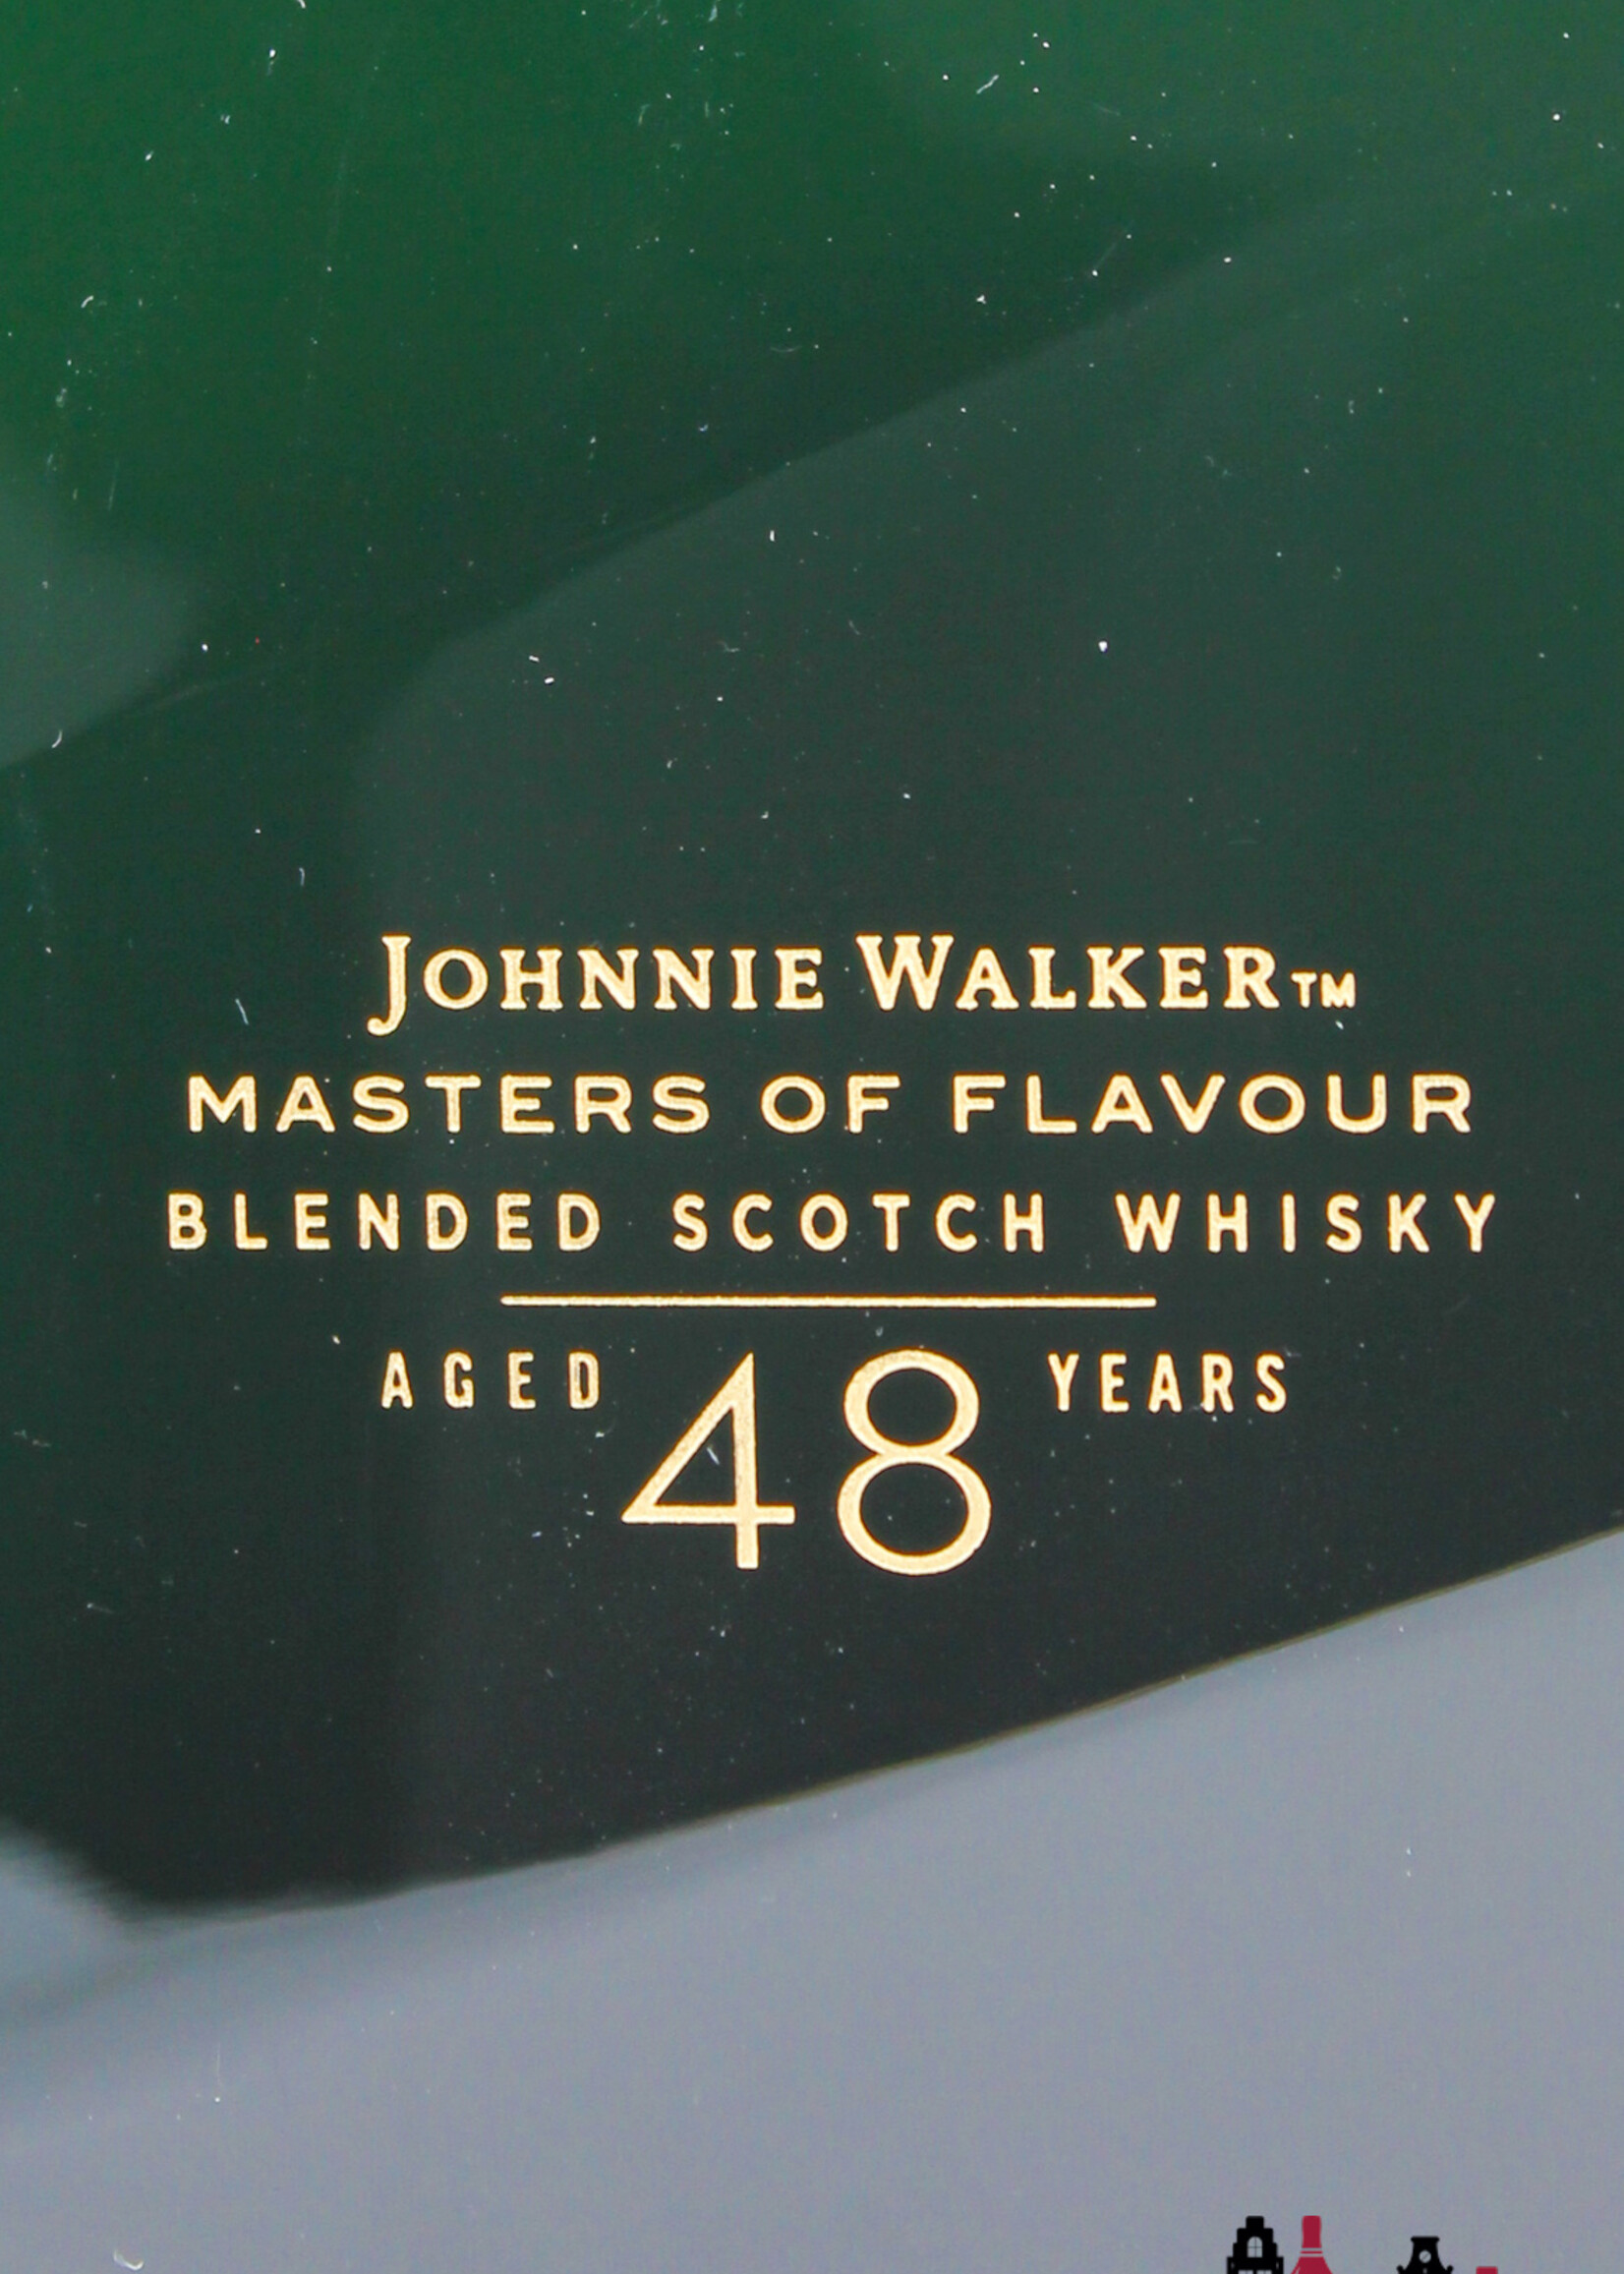 JOHNNIE WALKER™
MASTERS OF FLAVOUR
BLENDED SCOTCH WHISKY
AGED 48 YEARS